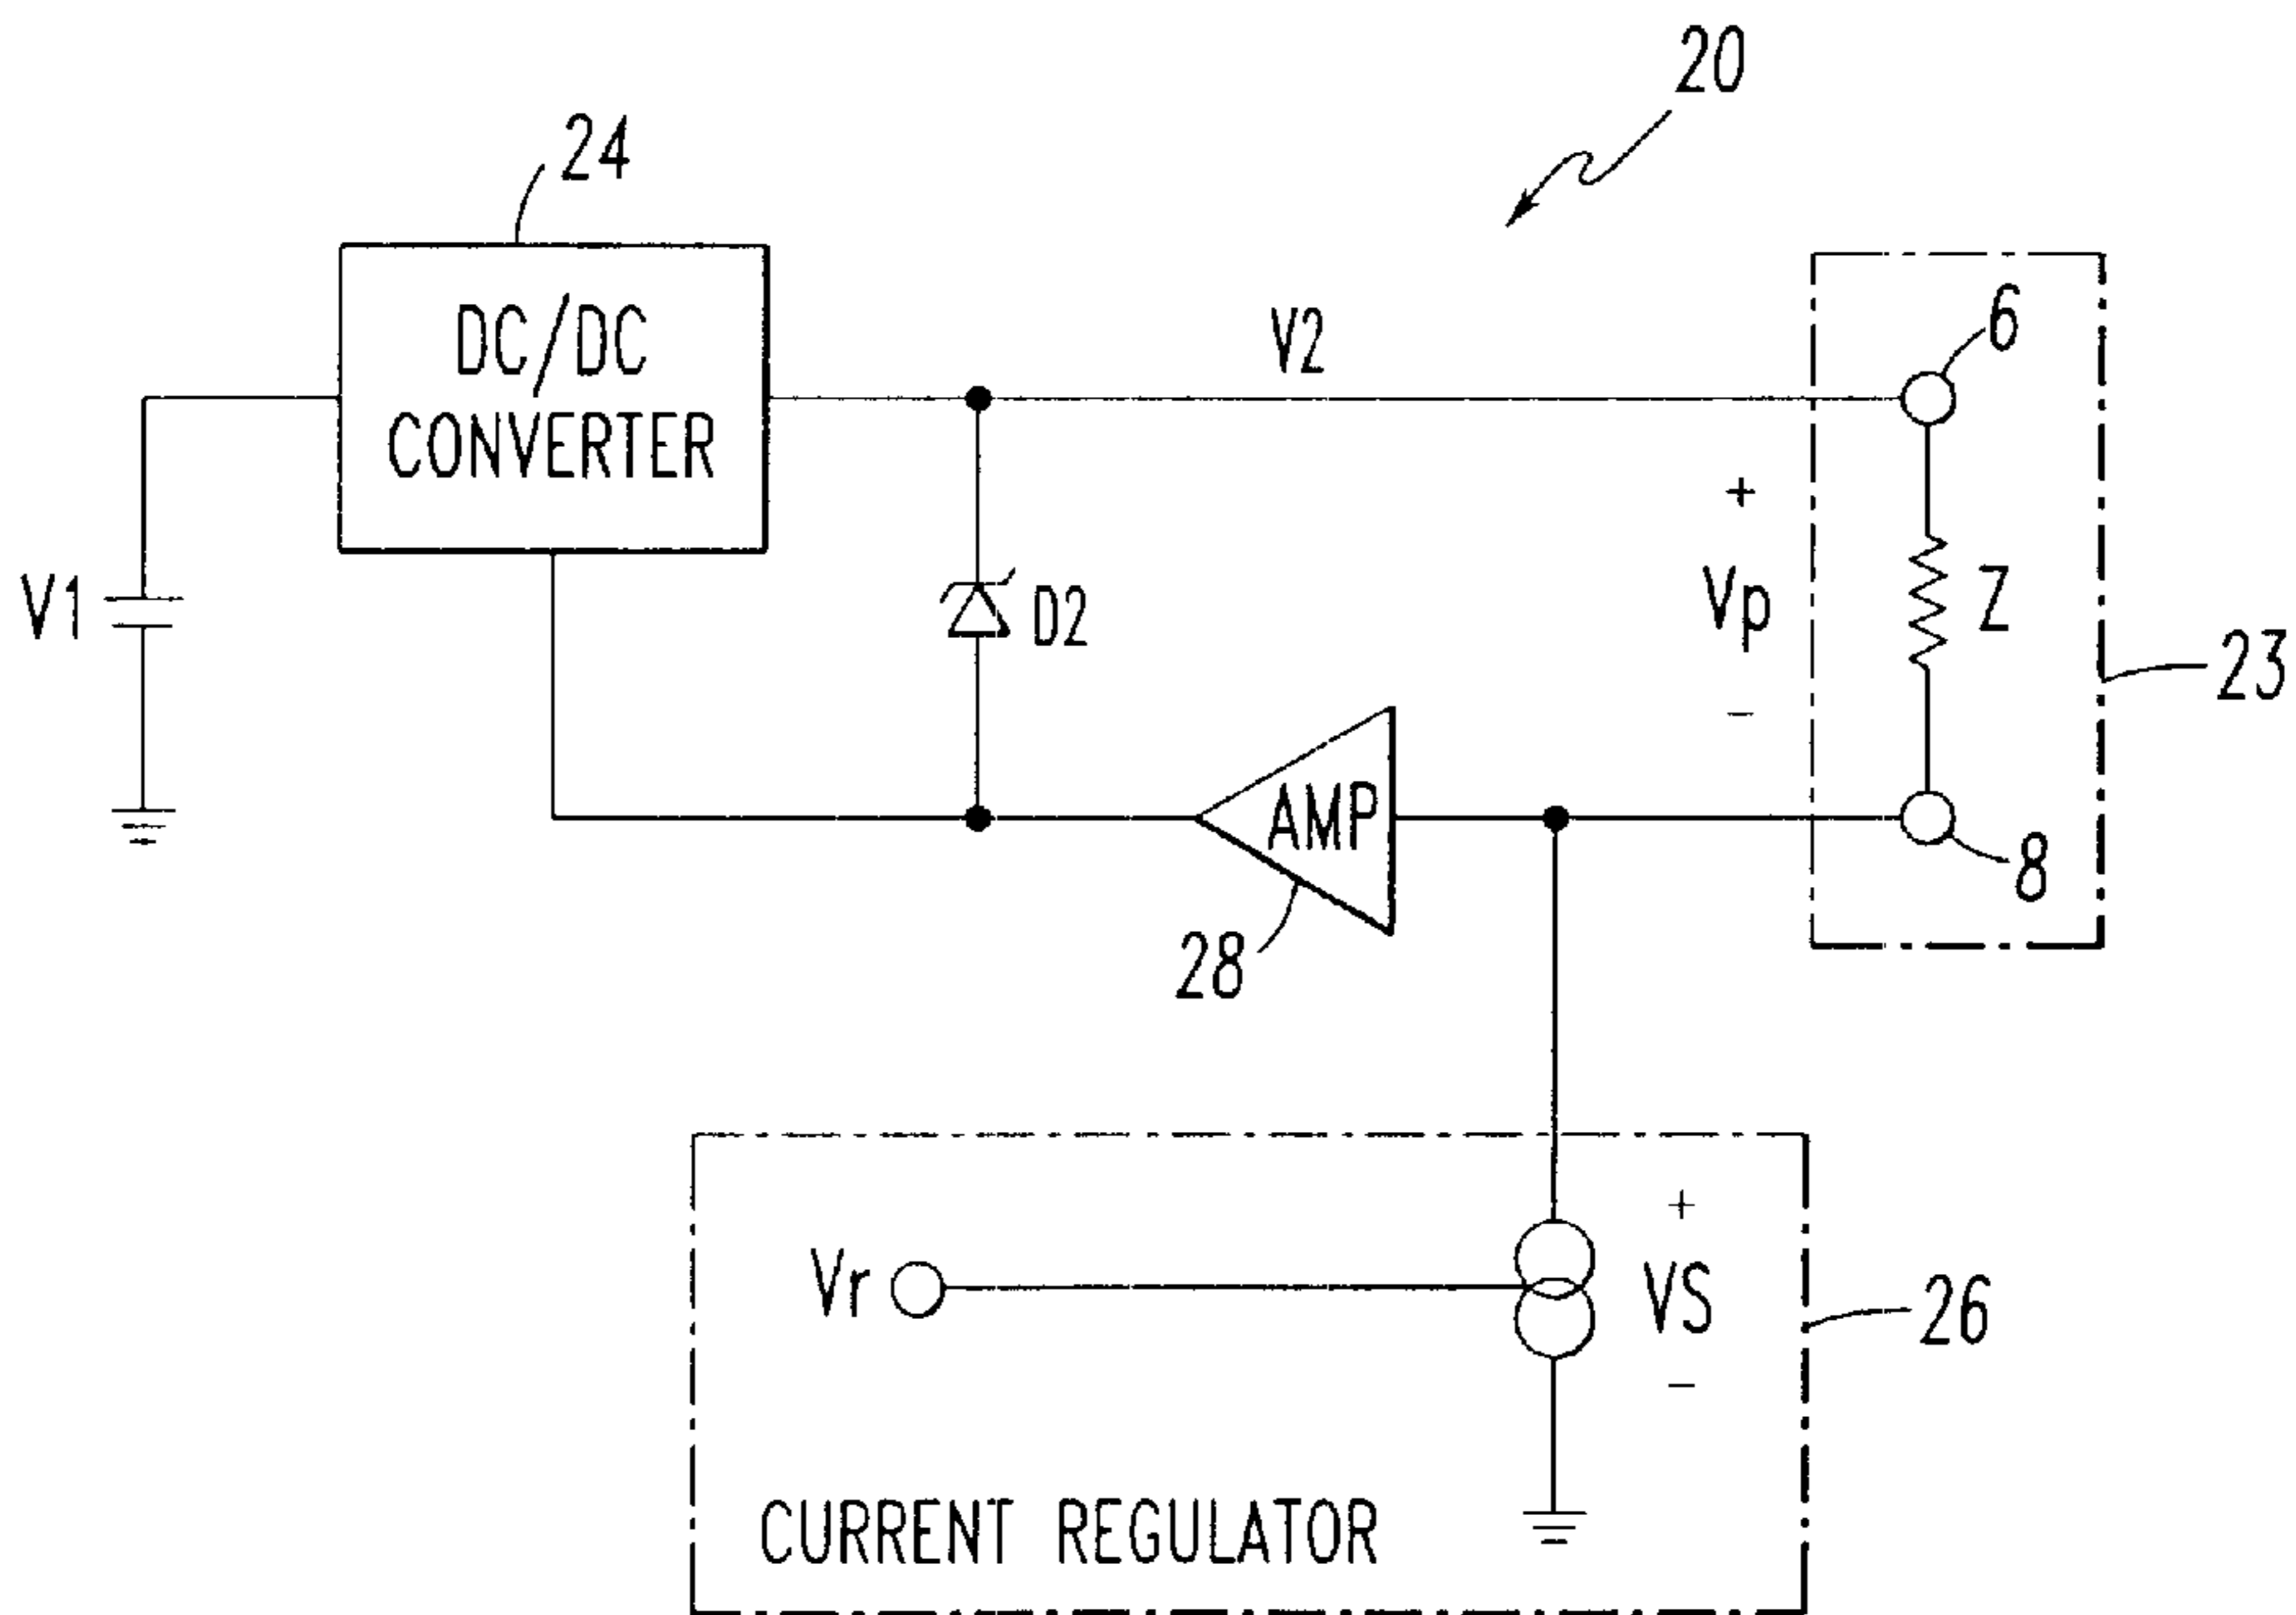 20
24
DC/DC
CONVERTER
V2
6
V1
D2
+
Vp
−
Z
23
AMP
8
28
+
Vr
VS
−
26
CURRENT REGULATOR